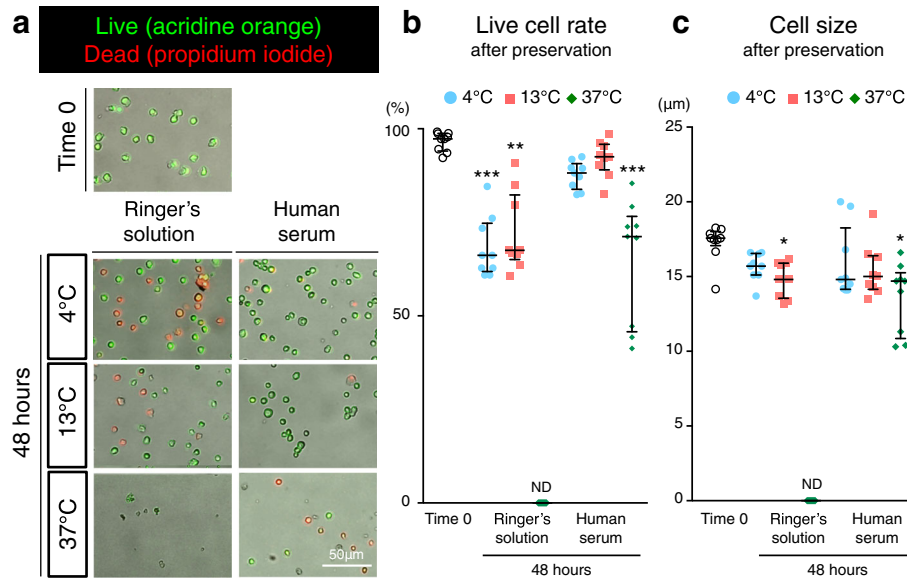 a
Live (acridine orange)
Dead (propidium iodide)
Time 0
Ringer's
solution
Human
serum
48 hours
4°C
13°C
37°C
50μm
b
Live cell rate
after preservation
4°C 13°C 37°C
(%)
100
50
0
***
**
***
ND
Time 0
Ringer's
solution
Human
serum
48 hours
c
Cell size
after preservation
4°C 13°C 37°C
(μm)
25
20
15
10
5
0
*
*
ND
Time 0
Ringer's
solution
Human
serum
48 hours